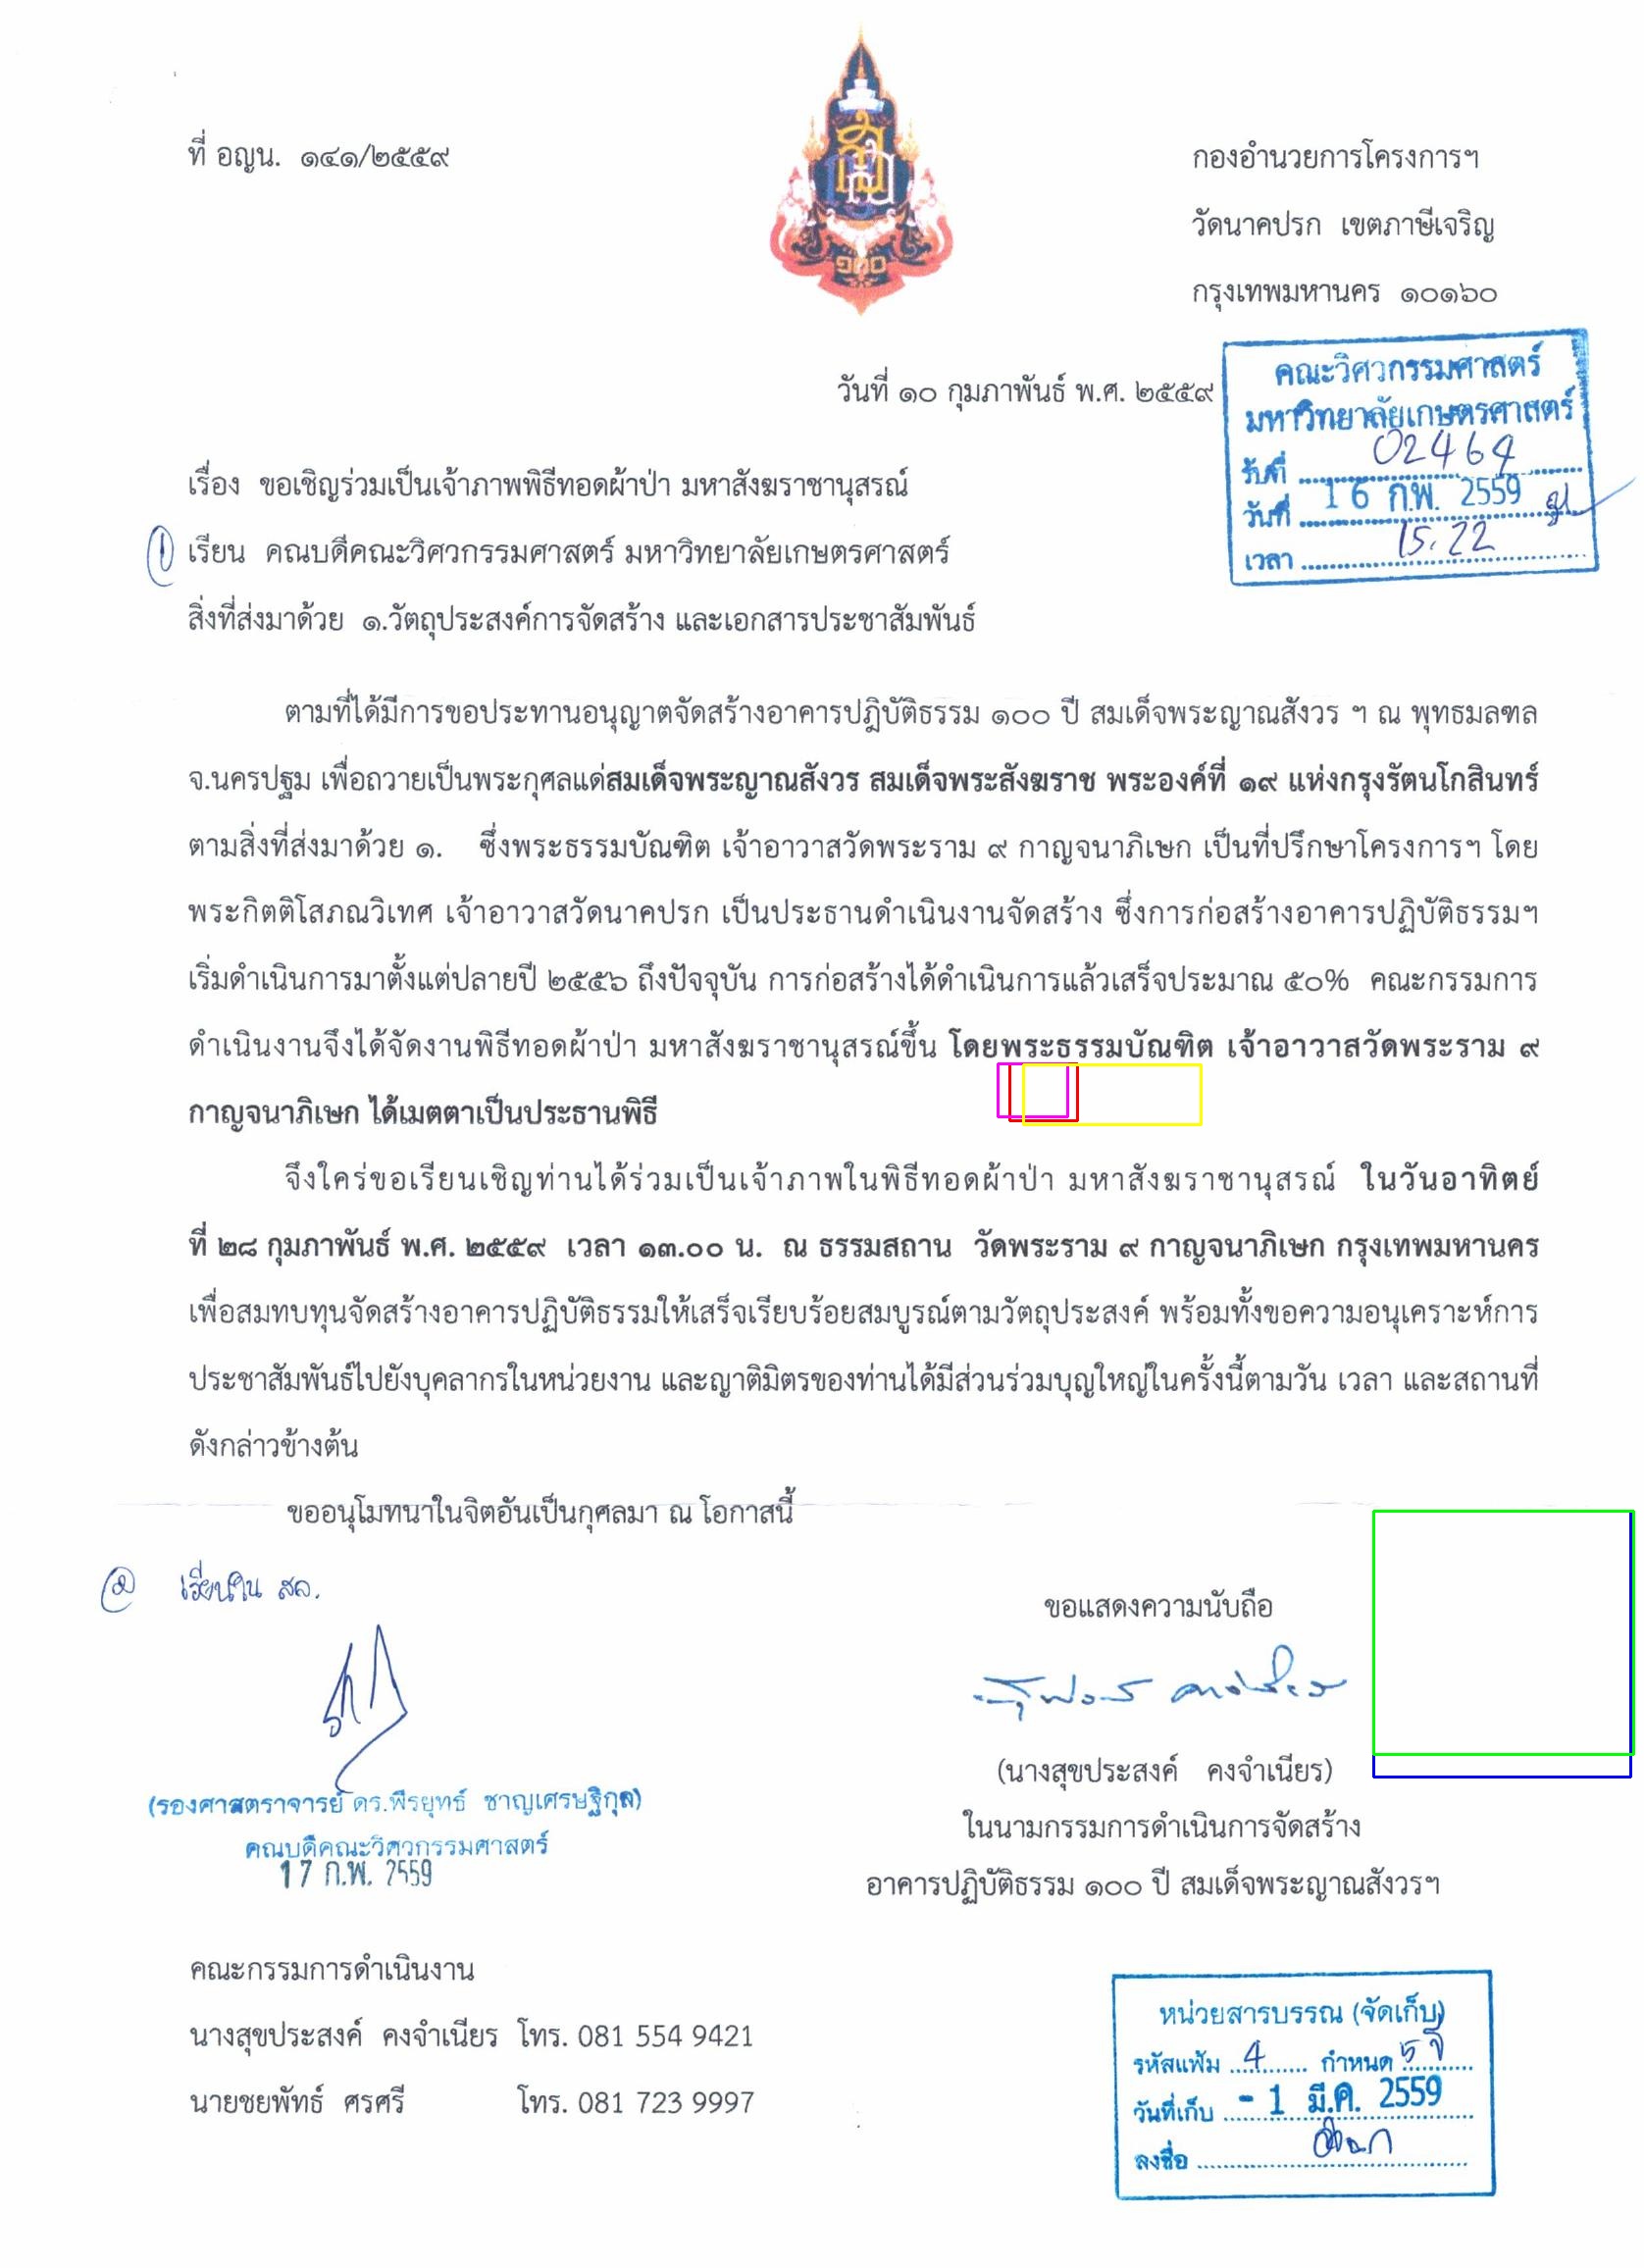 ที่ อญน. ๑๔๑/๒๕๕๙
๑๐๐
กองอำนวยการโครงการฯ
วัดนาคปรก เขตภาษีเจริญ
กรุงเทพมหานคร ๑๐๑๖๐
วันที่ ๑๐ กุมภาพันธ์ พ.ศ. ๒๕๕๙
คณะวิศวกรรมศาสตร์
มหาวิทยาลัยเกษตรศาสตร์
รับที่ 02464
วันที่ 16 ก.พ. 2559
เวลา 15.22
เรื่อง ขอเชิญร่วมเป็นเจ้าภาพพิธีทอดผ้าป่า มหาสังฆราชานุสรณ์
๑ เรียน คณบดีคณะวิศวกรรมศาสตร์ มหาวิทยาลัยเกษตรศาสตร์
สิ่งที่ส่งมาด้วย ๑.วัตถุประสงค์การจัดสร้าง และเอกสารประชาสัมพันธ์
ตามที่ได้มีการขอประทานอนุญาตจัดสร้างอาคารปฎิบัติธรรม ๑๐๐ ปี สมเด็จพระญาณสังวร ฯ ณ พุทธมลฑล
จ.นครปฐม เพื่อถวายเป็นพระกุศลแด่สมเด็จพระญาณสังวร สมเด็จพระสังฆราช พระองค์ที่ ๑๙ แห่งกรุงรัตนโกสินทร์
ตามสิ่งที่ส่งมาด้วย ๑. ซึ่งพระธรรมบัณฑิต เจ้าอาวาสวัดพระราม ๙ กาญจนาภิเษก เป็นที่ปรึกษาโครงการฯ โดย
พระกิตติโสภณวิเทศ เจ้าอาวาสวัดนาคปรก เป็นประธานดำเนินงานจัดสร้าง ซึ่งการก่อสร้างอาคารปฏิบัติธรรมฯ
เริ่มดำเนินการมาตั้งแต่ปลายปี ๒๕๕๖ ถึงปัจจุบัน การก่อสร้างได้ดำเนินการแล้วเสร็จประมาณ ๕๐% คณะกรรมการ
ดำเนินงานจึงได้จัดงานพิธีทอดผ้าป่า มหาสังฆราชานุสรณ์ขึ้น โดยพระธรรมบัณฑิต เจ้าอาวาสวัดพระราม ๙
กาญจนาภิเษก ได้เมตตาเป็นประธานพิธี
จึงใคร่ขอเรียนเชิญท่านได้ร่วมเป็นเจ้าภาพในพิธีทอดผ้าป่า มหาสังฆราชานุสรณ์ ในวันอาทิตย์
ที่ ๒๘ กุมภาพันธ์ พ.ศ. ๒๕๕๙ เวลา ๑๓.๐๐ น. ณ ธรรมสถาน วัดพระราม ๙ กาญจนาภิเษก กรุงเทพมหานคร
เพื่อสมทบทุนจัดสร้างอาคารปฏิบัติธรรมให้เสร็จเรียบร้อยสมบูรณ์ตามวัตถุประสงค์ พร้อมทั้งขอความอนุเคราะห์การ
ประชาสัมพันธ์ไปยังบุคลากรในหน่วยงาน และญาติมิตรของท่านได้มีส่วนร่วมบุญใหญ่ในครั้งนี้ตามวัน เวลา และสถานที่
ดังกล่าวข้างต้น
ขออนุโมทนาในจิตอันเป็นกุศลมา ณ โอกาสนี้
๒
ขอแสดงความนับถือ
(นางสุขประสงค์ คงจำเนียร)
ในนามกรรมการดำเนินการจัดสร้าง
อาคารปฏิบัติธรรม ๑๐๐ ปี สมเด็จพระญาณสังวรฯ
(รองศาสตราจารย์ ดร.พีรยุทธ์ ชาญเศรษฐิกุล)
คณบดีคณะวิศวกรรมศาสตร์
17 ก.พ. 2559
คณะกรรมการดำเนินงาน
นางสุขประสงค์ คงจำเนียร โทร. 081 554 9421
นายชยพัทธ์ ศรศรี โทร. 081 723 9997
หน่วยสารบรรณ (จัดเก็บ)
รหัสแฟ้ม 4 กำหนด 5 ปี
วันที่เก็บ - 1 มี.ค. 2559
ลงชื่อ